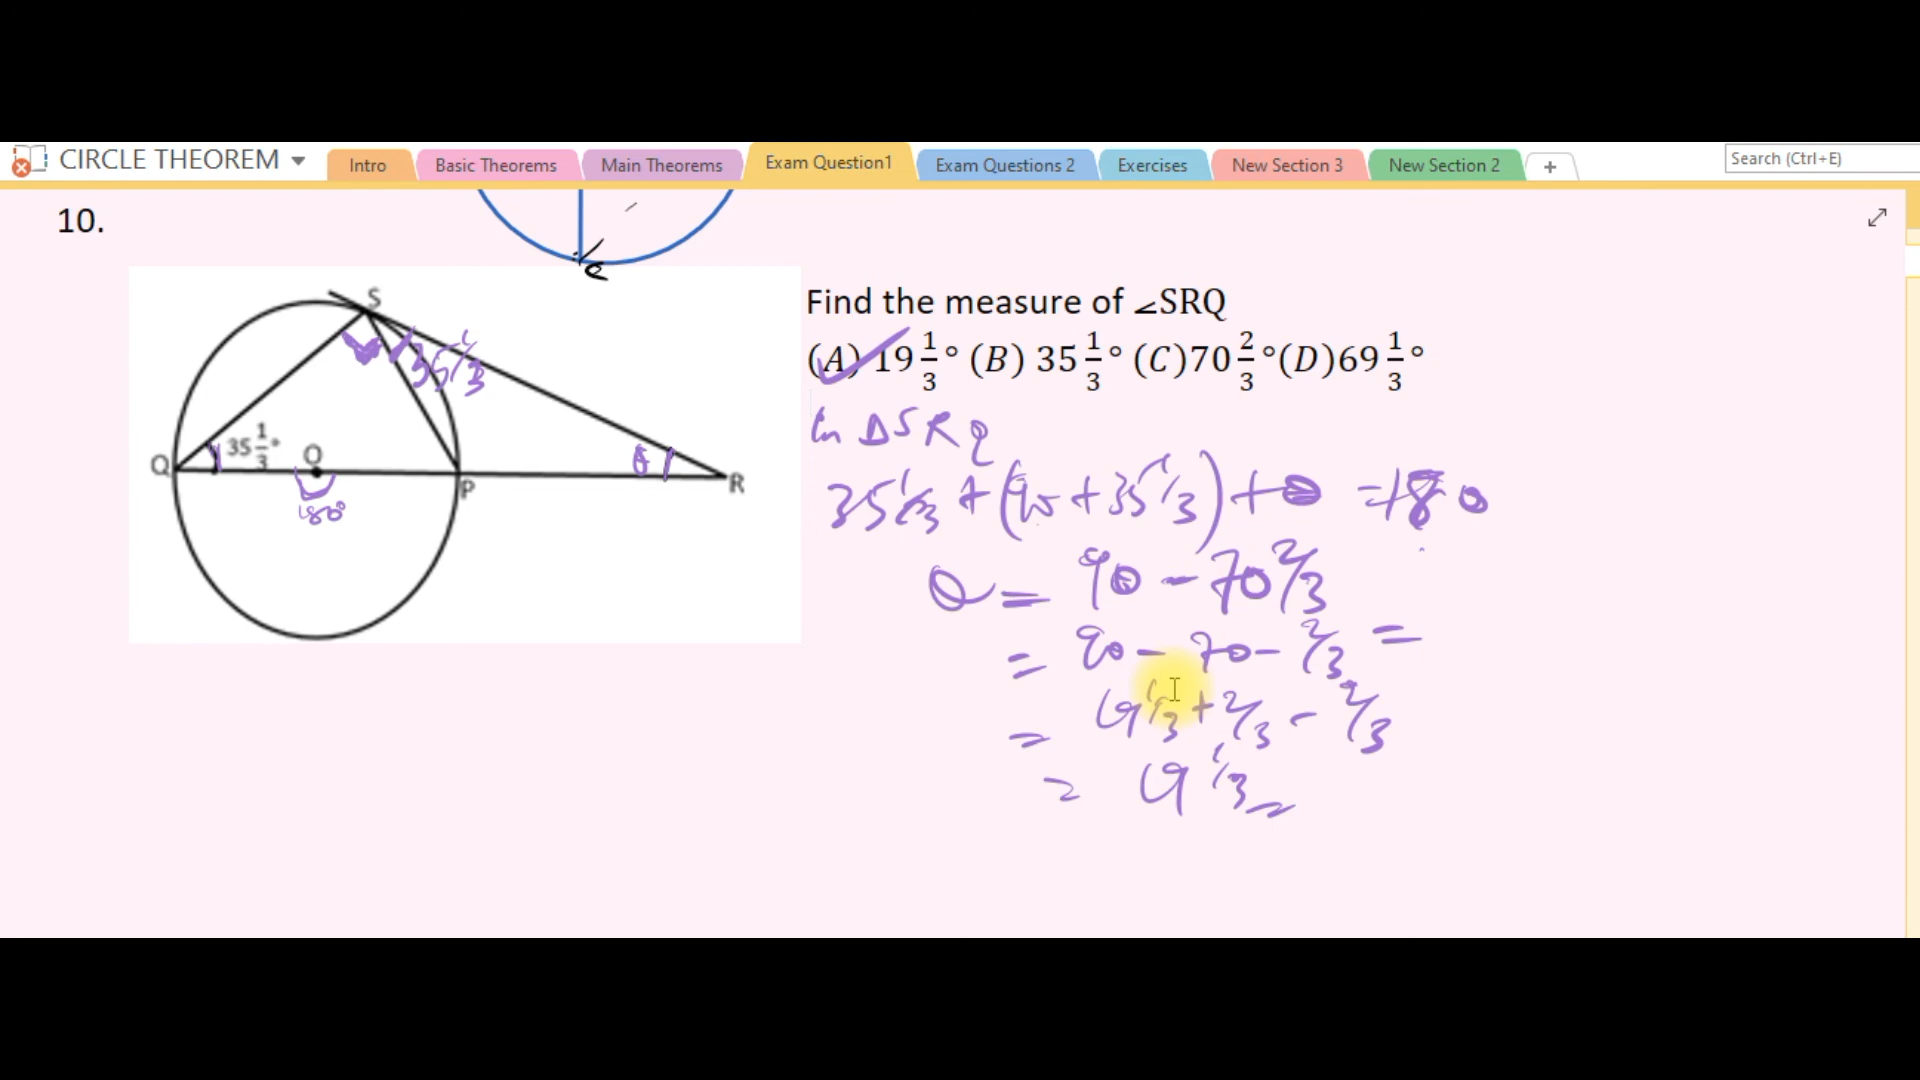 CIRCLE THEOREM
Intro
Basic Theorems
Main Theorems
Exam Question1
Exam Questions 2
Exercises
New Section 3
New Section 2
+
Search (Ctrl+E)
10.
c
S
35 1/3
Q
35 1/3 °
O
θ
P
R
180°
Find the measure of ∠SRQ
(A) 19 1/3 ° (B) 35 1/3 ° (C)70 2/3 °(D)69 1/3 °
In ΔSRQ
35 1/3 + (90 + 35 1/3) + θ = 180
θ = 90 - 70 2/3
= 90 - 70 - 2/3 =
= 19 1/3 + 2/3 - 2/3
= 19 1/3